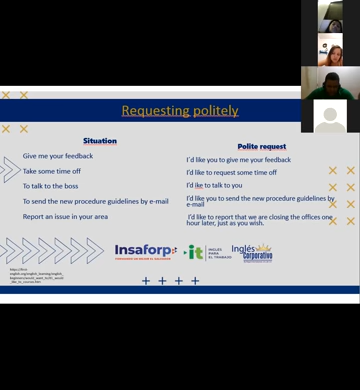 Requesting politely
Situation
Give me your feedback
Take some time off
To talk to the boss
To send the new procedure guidelines by e-mail
Report an issue in your area
Polite request
I'd like you to give me your feedback
I'd like to request some time off
I'd like to talk to you
I'd like you to send the new procedure guidelines by
e-mail
I'd like to report that we are closing the offices one
hour later, just as you wish.
Insaforp
it
INGLÉS
PARA
EL TRABAJO
Inglés
Corporativo